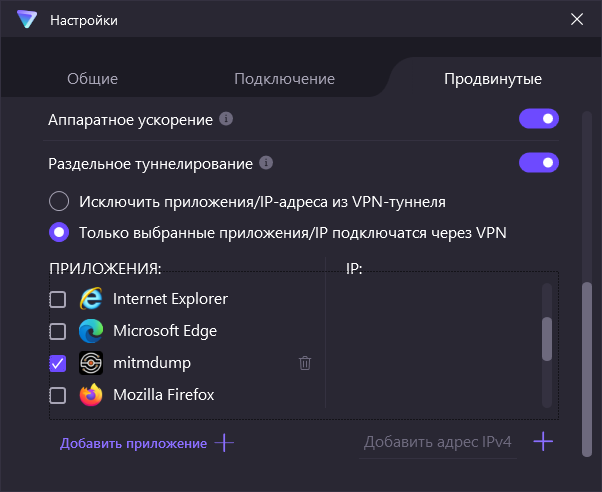 Настройки
Общие Подключение Продвинутые
Аппаратное ускорение
Раздельное туннелирование
Исключить приложения/IP-адреса из VPN-туннеля
Только выбранные приложения/IP подключатся через VPN
ПРИЛОЖЕНИЯ: IP:
Internet Explorer
Microsoft Edge
mitmdump
Mozilla Firefox
Добавить приложение Добавить адрес IPv4